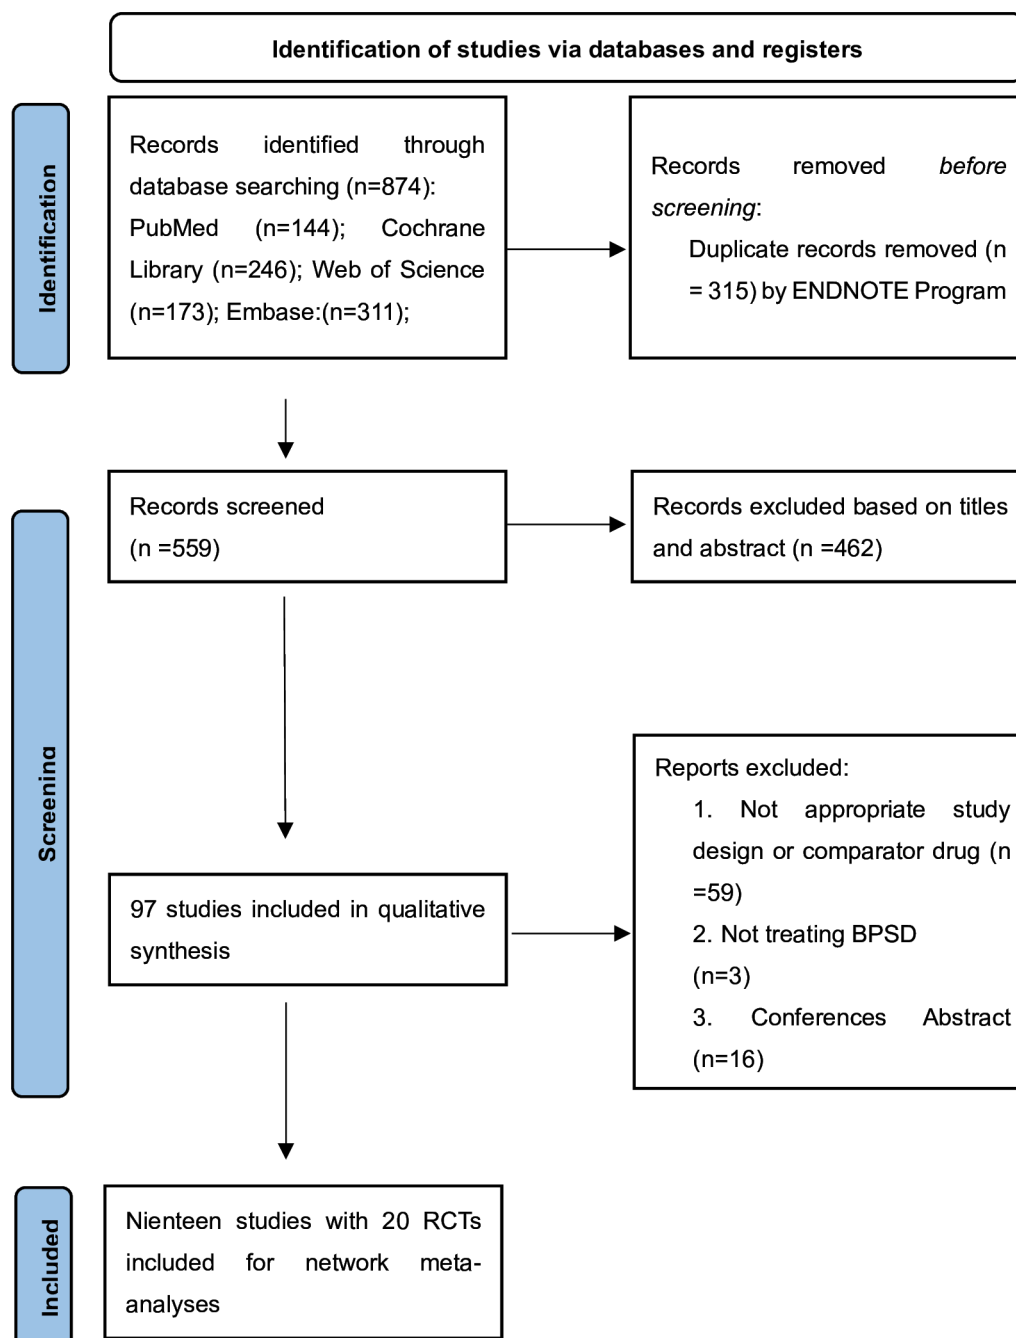 Identification of studies via databases and registers
Identification
Records identified through
database searching (n=874):
PubMed (n=144); Cochrane
Library (n=246); Web of Science
(n=173); Embase:(n=311);
Records removed before
screening:
Duplicate records removed (n
= 315) by ENDNOTE Program
Screening
Records screened
(n =559)
Records excluded based on titles
and abstract (n =462)
97 studies included in qualitative
synthesis
Reports excluded:
1. Not appropriate study
design or comparator drug (n
=59)
2. Not treating BPSD
(n=3)
3. Conferences Abstract
(n=16)
Included
Nienteen studies with 20 RCTs
included for network meta-
analyses